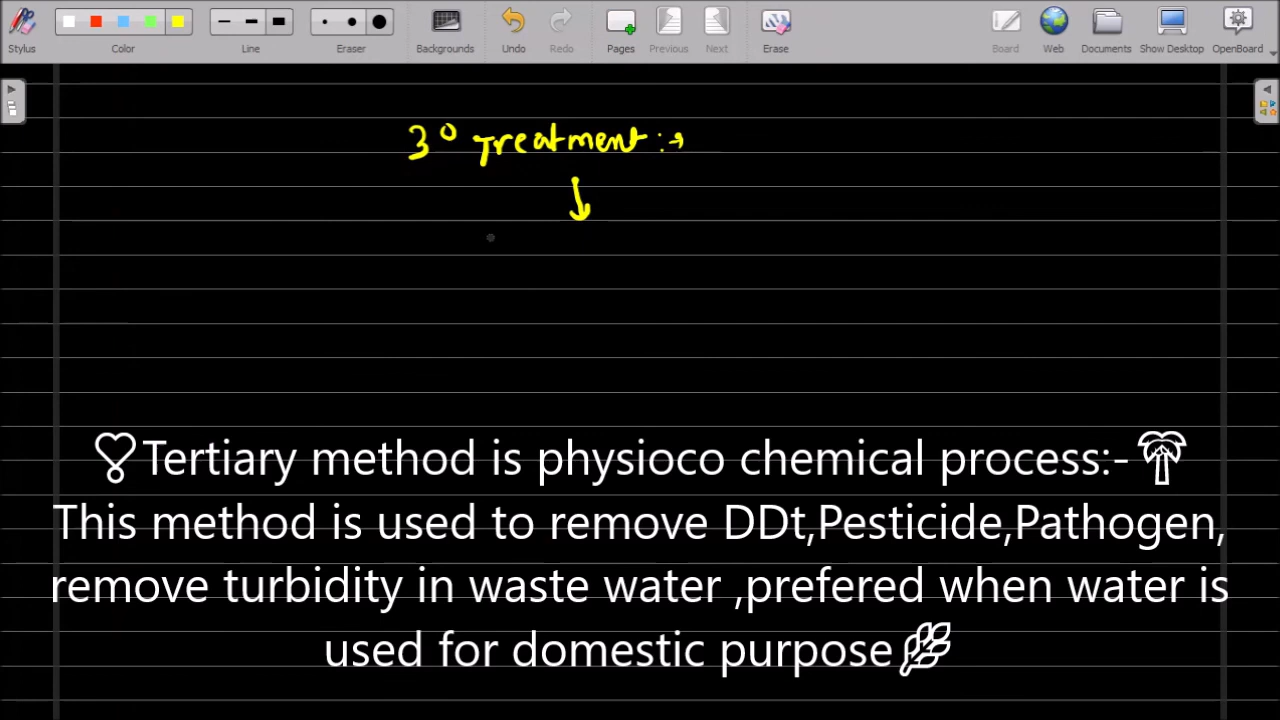 Stylus Color Line Eraser Backgrounds Undo Redo Pages Previous Next Erase Board Web Documents Show Desktop OpenBoard
3° Treatment :→
❣Tertiary method is physioco chemical process:-🌴
This method is used to remove DDt,Pesticide,Pathogen,
remove turbidity in waste water ,prefered when water is
used for domestic purpose🌿